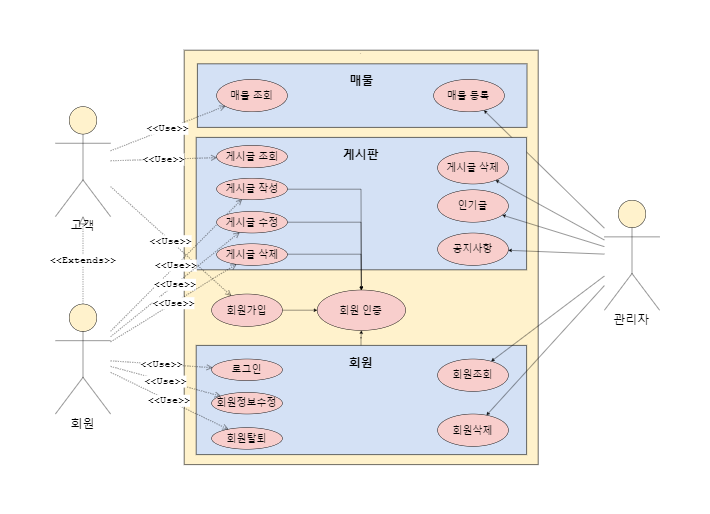 매물
매물 조회
매물 등록
<<Use>>
게시판
<<Use>>
게시글 조회
게시글 삭제
게시글 작성
인기글
고객
게시글 수정
<<Use>>
공지사항
게시글 삭제
<<Extends>>
<<Use>>
<<Use>>
<<Use>>
회원가입
회원 인증
관리자
회원
<<Use>>
로그인
회원조회
<<Use>>
<<Use>>
회원정보수정
회원
회원탈퇴
회원삭제